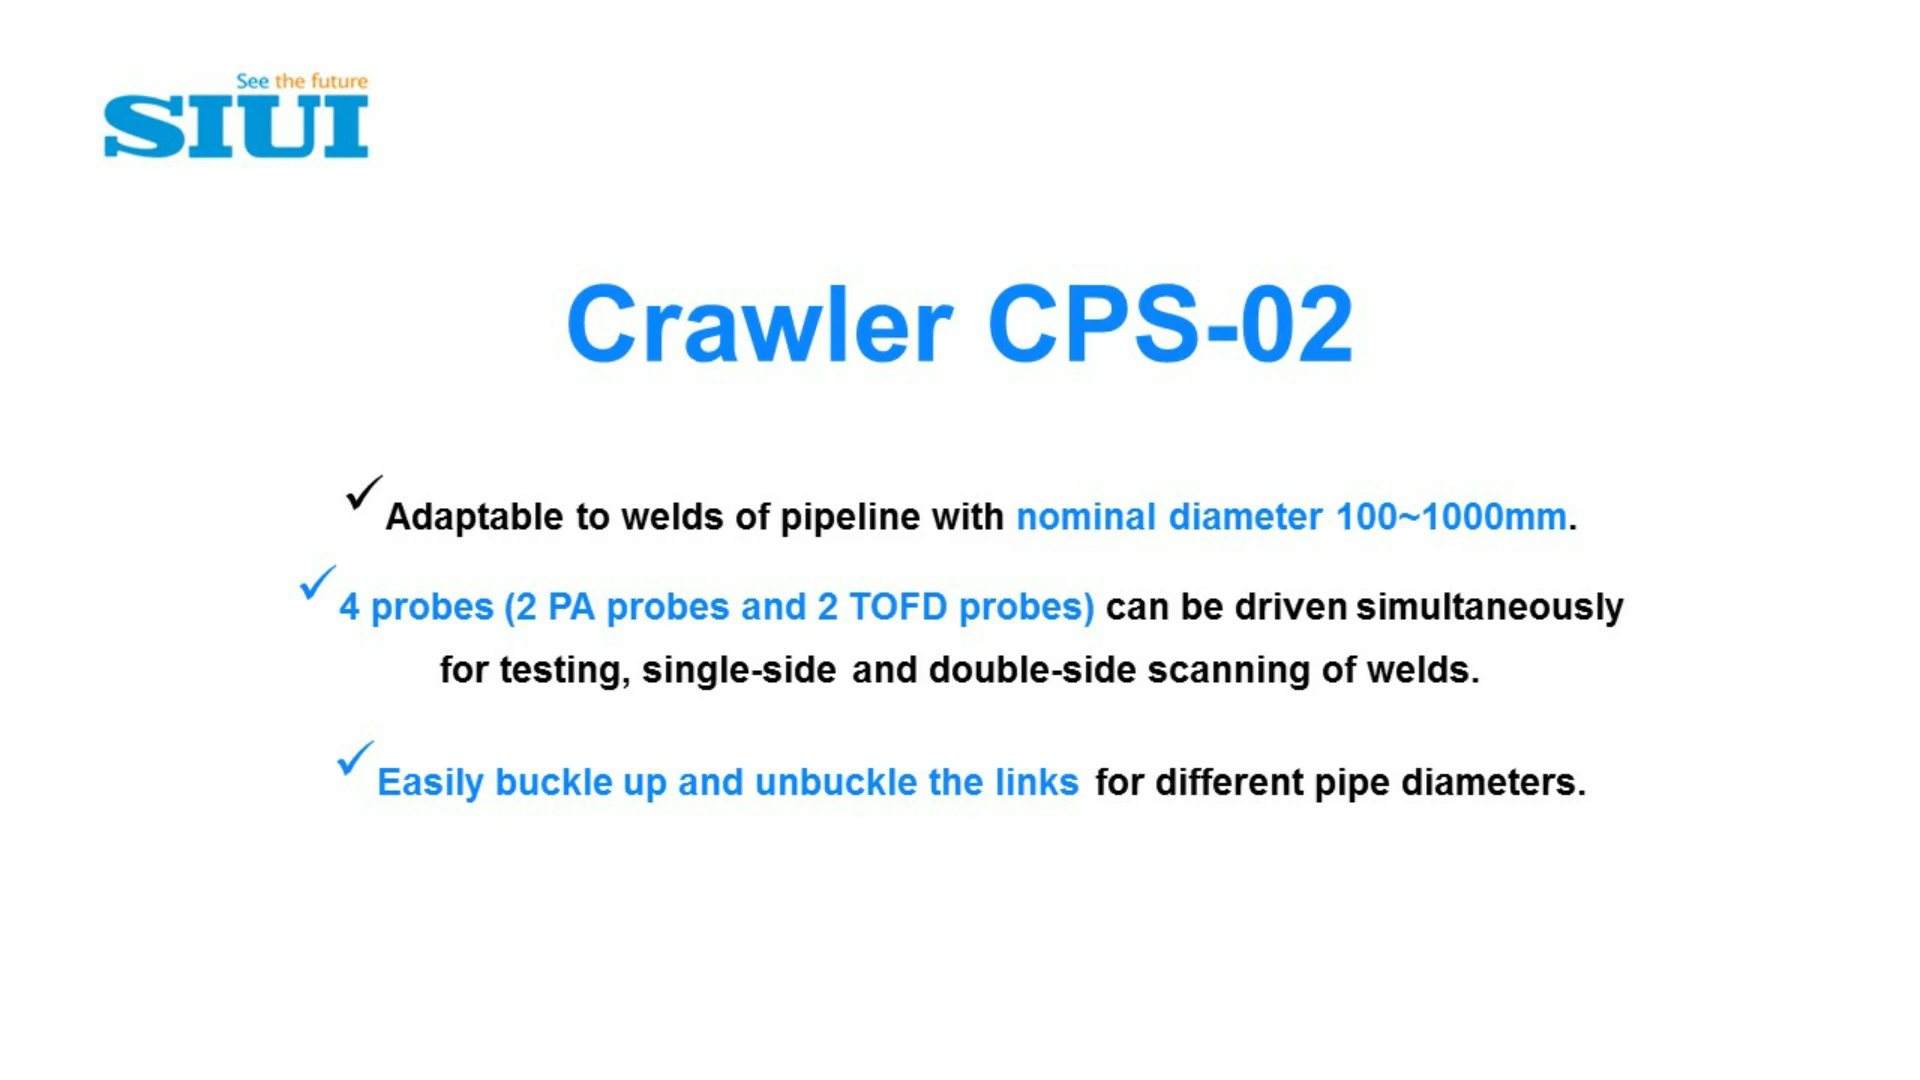 See the future
SIUI
Crawler CPS-02
✓Adaptable to welds of pipeline with nominal diameter 100~1000mm.
✓4 probes (2 PA probes and 2 TOFD probes) can be driven simultaneously
for testing, single-side and double-side scanning of welds.
✓Easily buckle up and unbuckle the links for different pipe diameters.